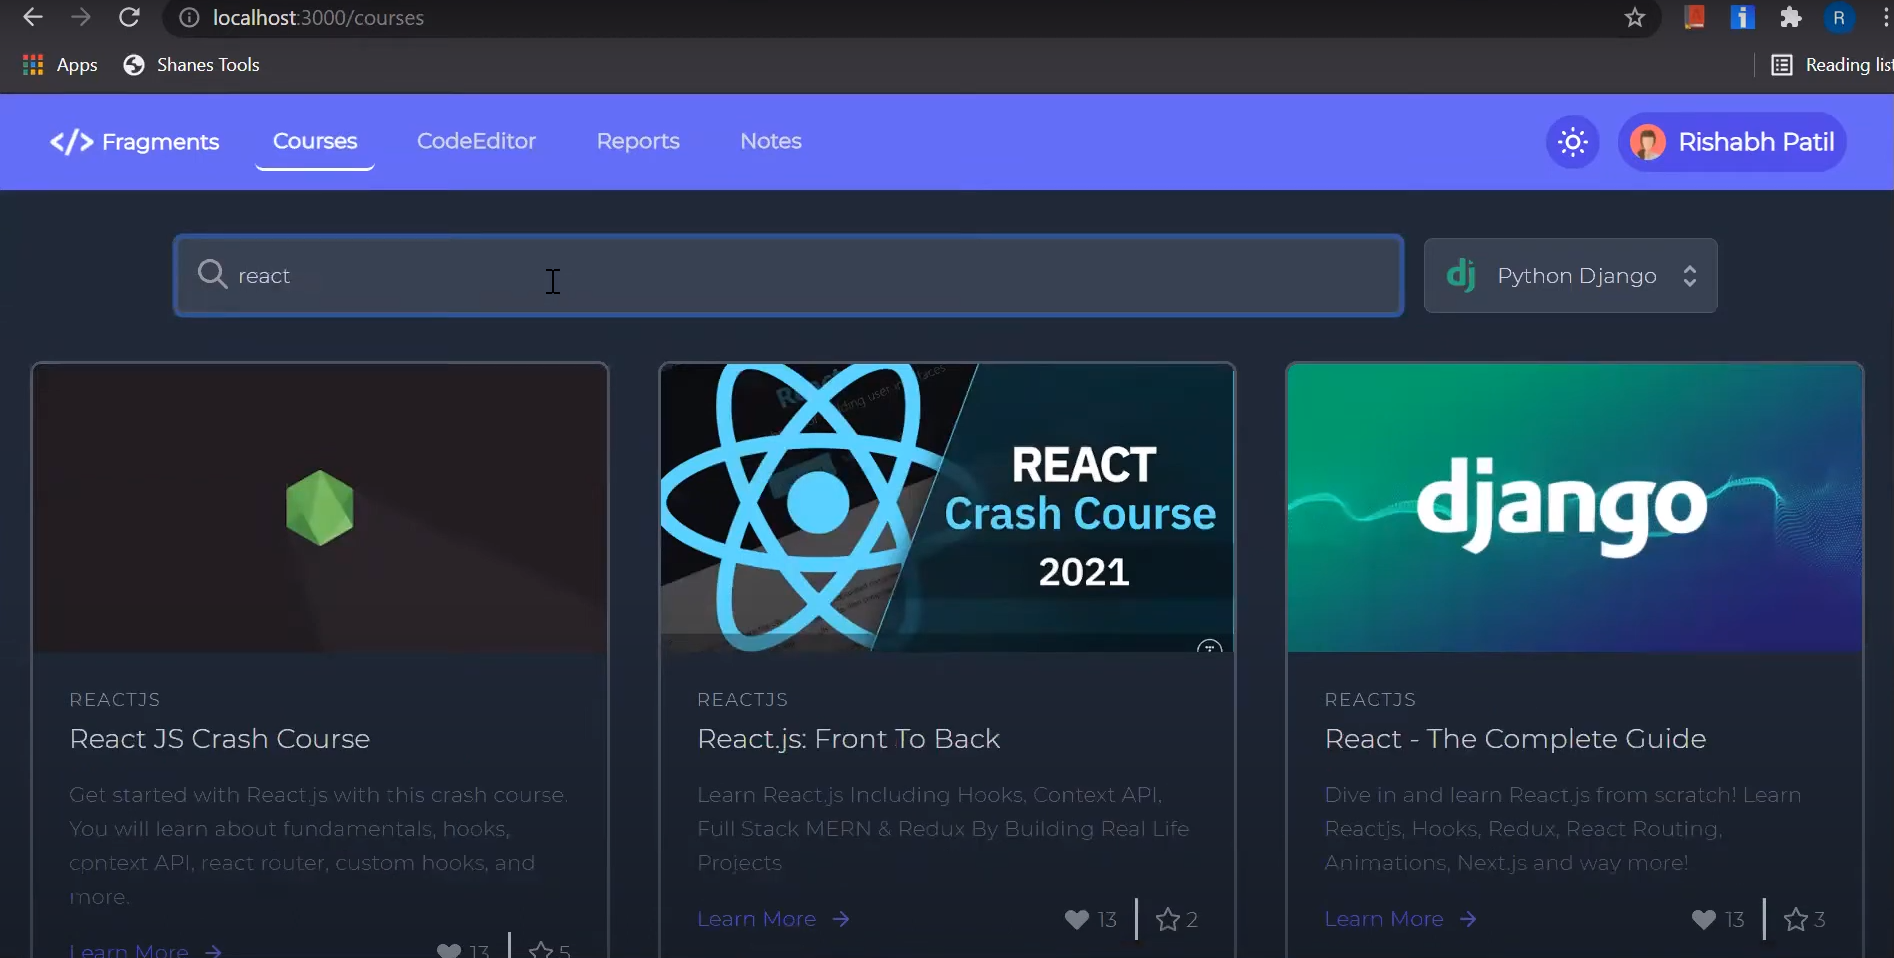 localhost:3000/courses
R
Apps
Shanes Tools
Reading list
</> Fragments
Courses
CodeEditor
Reports
Notes
Rishabh Patil
react
dj
Python Django
REACT
Crash Course
2021
django
REACTJS
React JS Crash Course
Get started with React.js with this crash course.
You will learn about fundamentals, hooks,
context API, react router, custom hooks, and
more.
Learn More →
13
5
REACTJS
React.js: Front To Back
Learn React.js Including Hooks, Context API,
Full Stack MERN & Redux By Building Real Life
Projects
Learn More →
13
2
REACTJS
React - The Complete Guide
Dive in and learn React.js from scratch! Learn
Reactjs, Hooks, Redux, React Routing,
Animations, Next.js and way more!
Learn More →
13
3